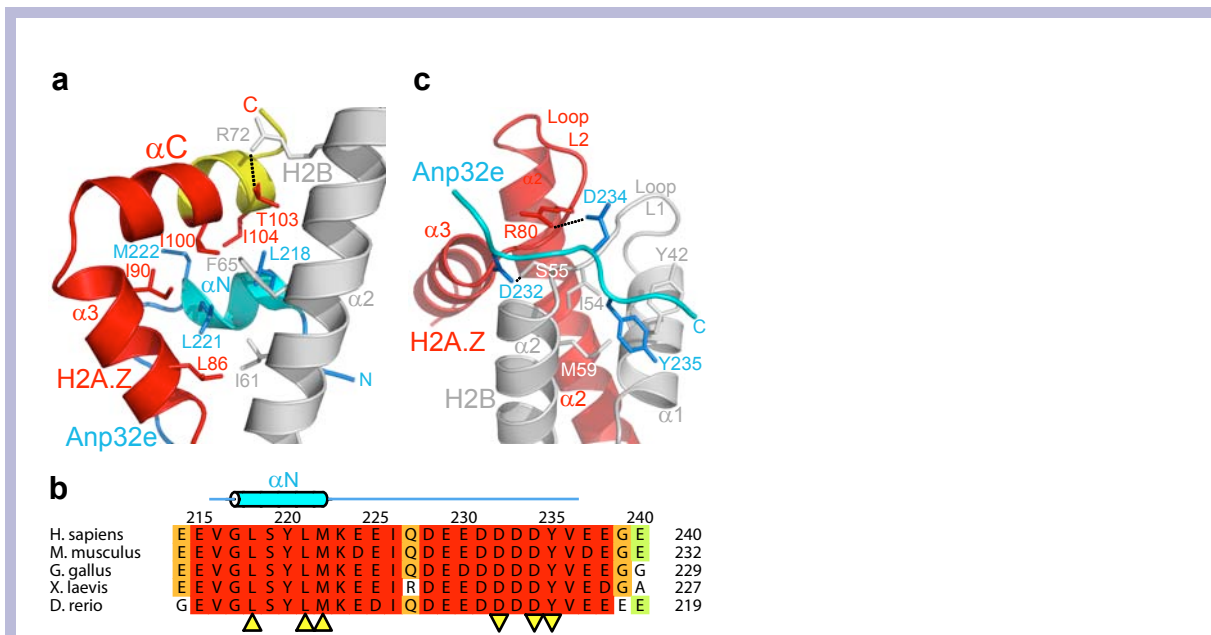 a
C
R72
αC
H2B
T103
I100
I104
M222
L218
F65
I90
αN
α3
α2
L221
L86
H2A.Z
I61
N
Anp32e
c
Loop
L2
Anp32e
α2
D234
Loop
L1
α3
R80
Y42
S55
D232
I54
C
H2A.Z
α2
M59
Y235
H2B
α2
α1
b
αN
215 220 225 230 235 240
H. sapiens E E V G L S Y L M K E E I Q D E E D D D D Y V E E G E 240
M. musculus E E V G L S Y L M K D E I Q D E E D D D D Y V E E G E 232
G. gallus E E V G L S Y L M K E E I Q D E E D D D D Y V E E G G 229
X. laevis E E V G L S Y L M K E E I R D E E D D D D Y V E D G A 227
D. rerio G E V G L S Y L M K E D I Q D E E D D D D Y V E E E E 219